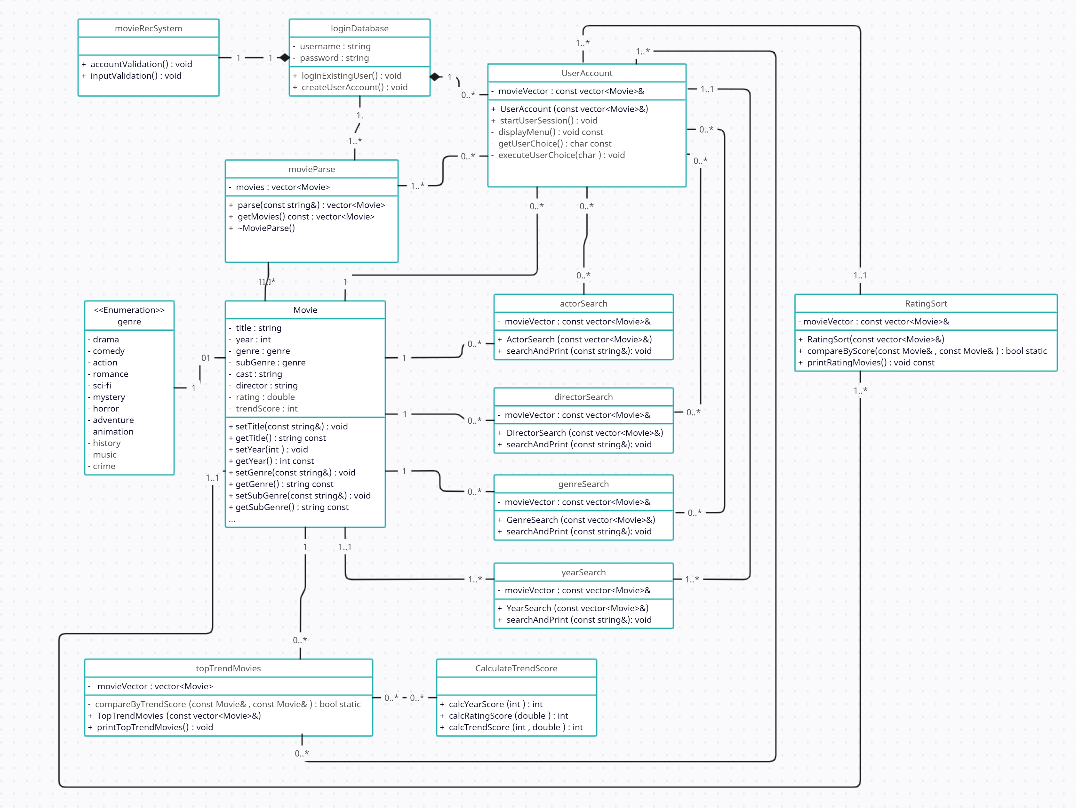 movieRecSystem
+ accountValidation() : void
+ inputValidation() : void
loginDatabase
- username : string
- password : string
+ loginExistingUser() : void
+ createUserAccount() : void
1
1
1
0..*
1..*
1..*
UserAccount
- movieVector : const vector<Movie>&
+ UserAccount (const vector<Movie>&)
+ startUserSession() : void
- displayMenu() : void const
getUserChoice() : char const
- executeUserChoice(char ) : void
1..1
0..*
0..*
1.
1..*
movieParse
- movies : vector<Movie>
+ parse(const string&) : vector<Movie>
+ getMovies() const : vector<Movie>
+ ~MovieParse()
1..*
0..*
0..*
0..*
1
0..*
1..1
<<Enumeration>>
genre
- drama
- comedy
- action
- romance
- sci-fi
- mystery
- horror
- adventure
animation
- history
music
- crime
01
1
Movie
- title : string
- year : int
- genre : genre
- subGenre : genre
- cast : string
- director : string
- rating : double
trendScore : int
+ setTitle(const string&) : void
+ getTitle() : string const
+ setYear(int ) : void
+ getYear() : int const
+ setGenre(const string&) : void
+ getGenre() : string const
+ setSubGenre(const string&) : void
+ getSubGenre() : string const
...
actorSearch
- movieVector : const vector<Movie>&
+ ActorSearch (const vector<Movie>&)
+ searchAndPrint (const string&): void
1
0..*
RatingSort
- movieVector : const vector<Movie>&
+ RatingSort(const vector<Movie>&)
+ compareByScore(const Movie& , const Movie& ) : bool static
+ printRatingMovies() : void const
1..*
directorSearch
- movieVector : const vector<Movie>&
+ DirectorSearch (const vector<Movie>&)
+ searchAndPrint (const string&): void
1
0..*
0..*
genreSearch
- movieVector : const vector<Movie>&
+ GenreSearch (const vector<Movie>&)
+ searchAndPrint (const string&): void
1
0..*
0..*
1..1
1
1..1
1..*
yearSearch
- movieVector : const vector<Movie>&
+ YearSearch (const vector<Movie>&)
+ searchAndPrint (const string&): void
1..*
0..*
topTrendMovies
- movieVector : vector<Movie>
- compareByTrendScore (const Movie& , const Movie& ) : bool static
+ TopTrendMovies (const vector<Movie>&)
+ printTopTrendMovies() : void
0..*
0..*
CalculateTrendScore
+ calcYearScore (int ) : int
+ calcRatingScore (double ) : int
+ calcTrendScore (int , double ) : int
0..*